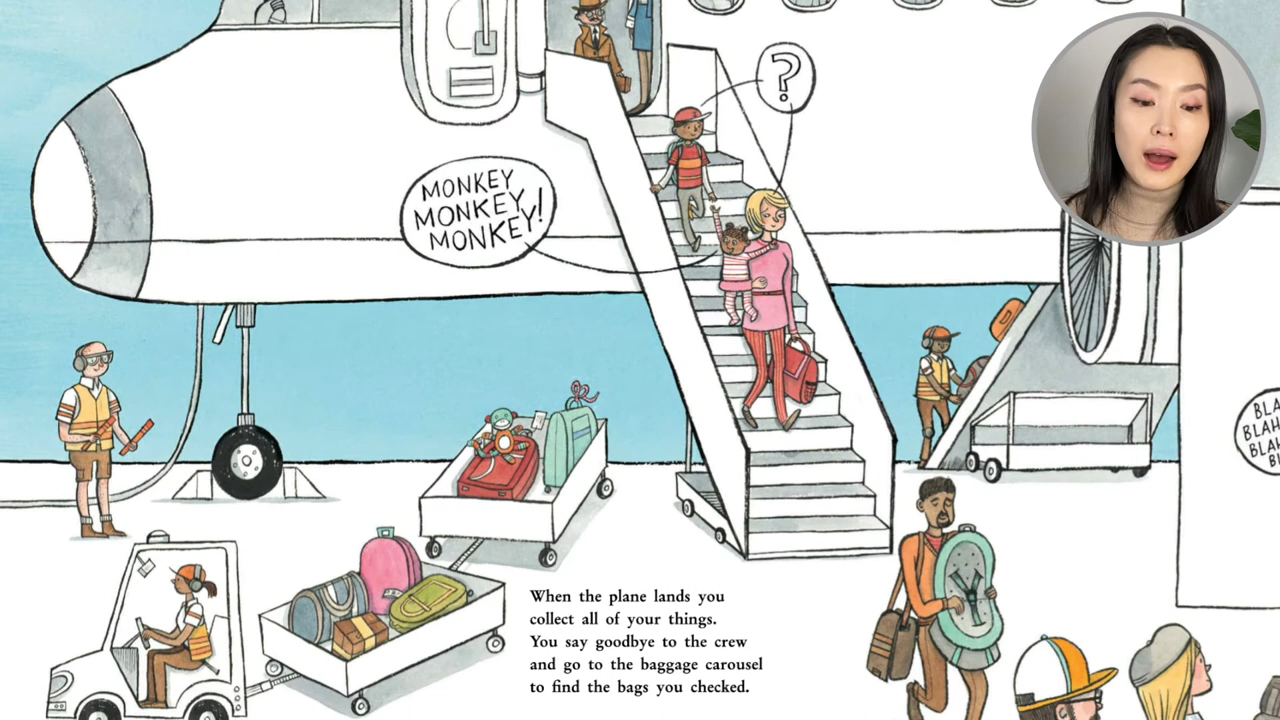 ?
MONKEY
MONKEY
MONKEY!
When the plane lands you
collect all of your things.
You say goodbye to the crew
and go to the baggage carousel
to find the bags you checked.